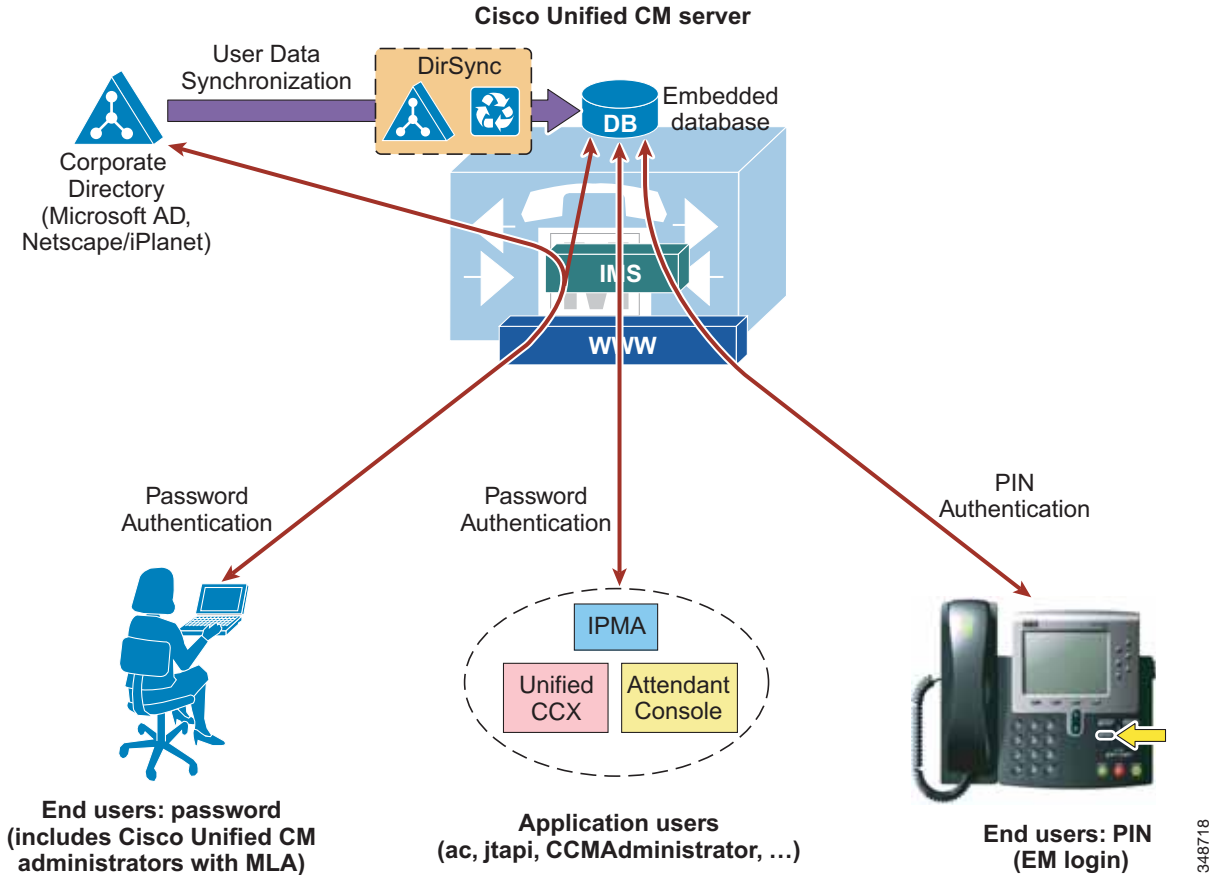 Cisco Unified CM server
User Data
Synchronization
DirSync
DB
Embedded
database
Corporate
Directory
(Microsoft AD,
Netscape/iPlanet)
IMS
WWW
Password
Authentication
Password
Authentication
PIN
Authentication
IPMA
Unified
CCX
Attendant
Console
End users: password
(includes Cisco Unified CM
administrators with MLA)
Application users
(ac, jtapi, CCMAdministrator, …)
End users: PIN
(EM login)
348718